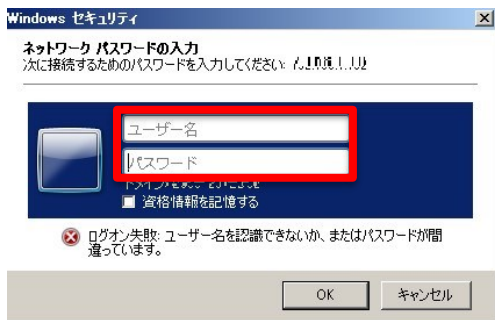 Windows セキュリティ
ネットワーク パスワードの入力
次に接続するためのパスワードを入力してください:
ユーザー名
パスワード
ドメイン:
資格情報を記憶する
ログオン失敗: ユーザー名を認識できないか、またはパスワードが間
違っています。
OK
キャンセル